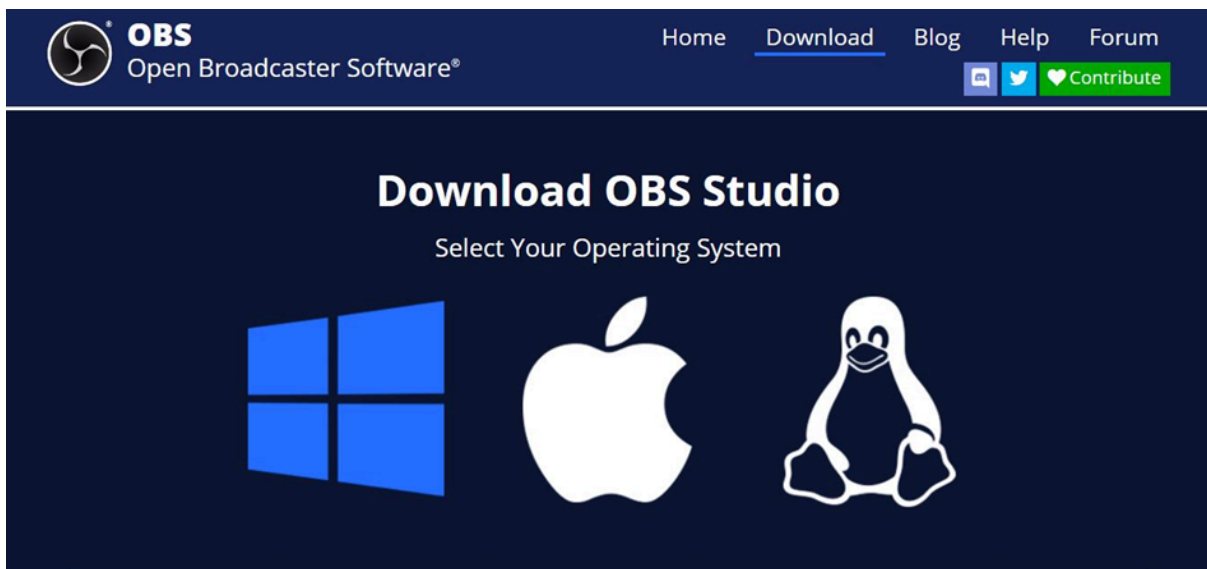 OBS
Open Broadcaster Software®
Home Download Blog Help Forum
Contribute
Download OBS Studio
Select Your Operating System